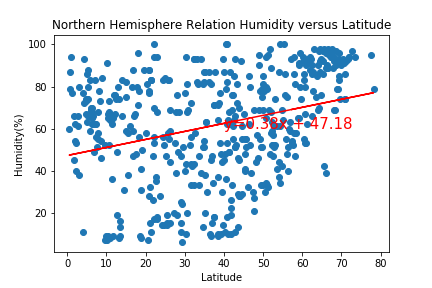 Northern Hemisphere Relation Humidity versus Latitude
100
80
60
40
20
Humidity(%)
y=0.38x + 47.18
0 10 20 30 40 50 60 70 80
Latitude